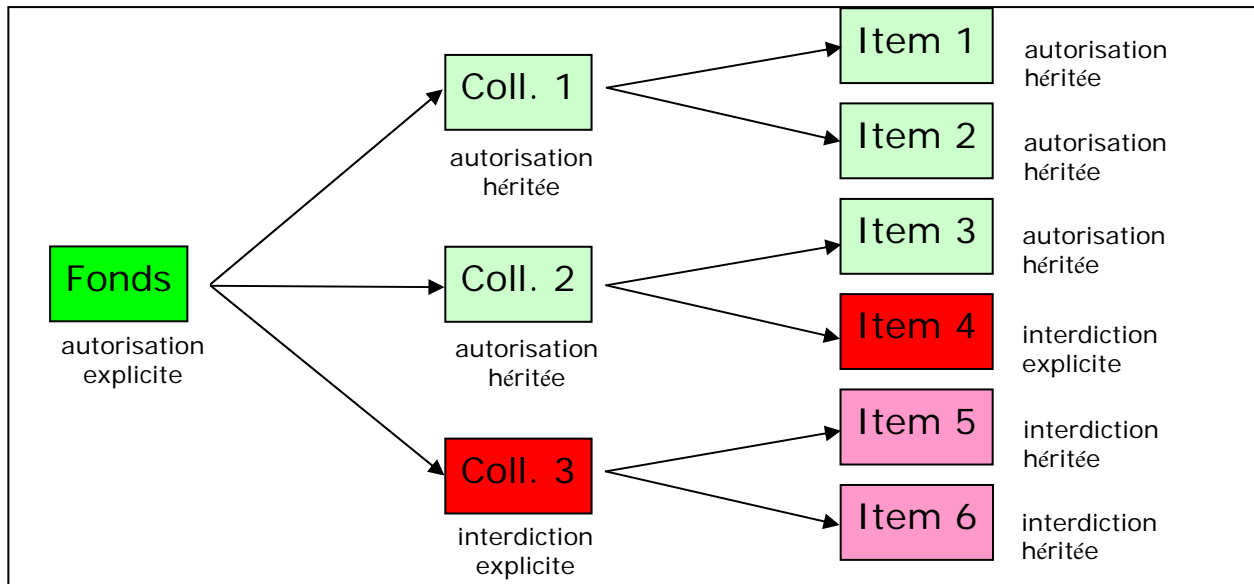 Fonds
autorisation
explicite
Coll. 1
autorisation
héritée
Coll. 2
autorisation
héritée
Coll. 3
interdiction
explicite
Item 1
autorisation
héritée
Item 2
autorisation
héritée
Item 3
autorisation
héritée
Item 4
interdiction
explicite
Item 5
interdiction
héritée
Item 6
interdiction
héritée